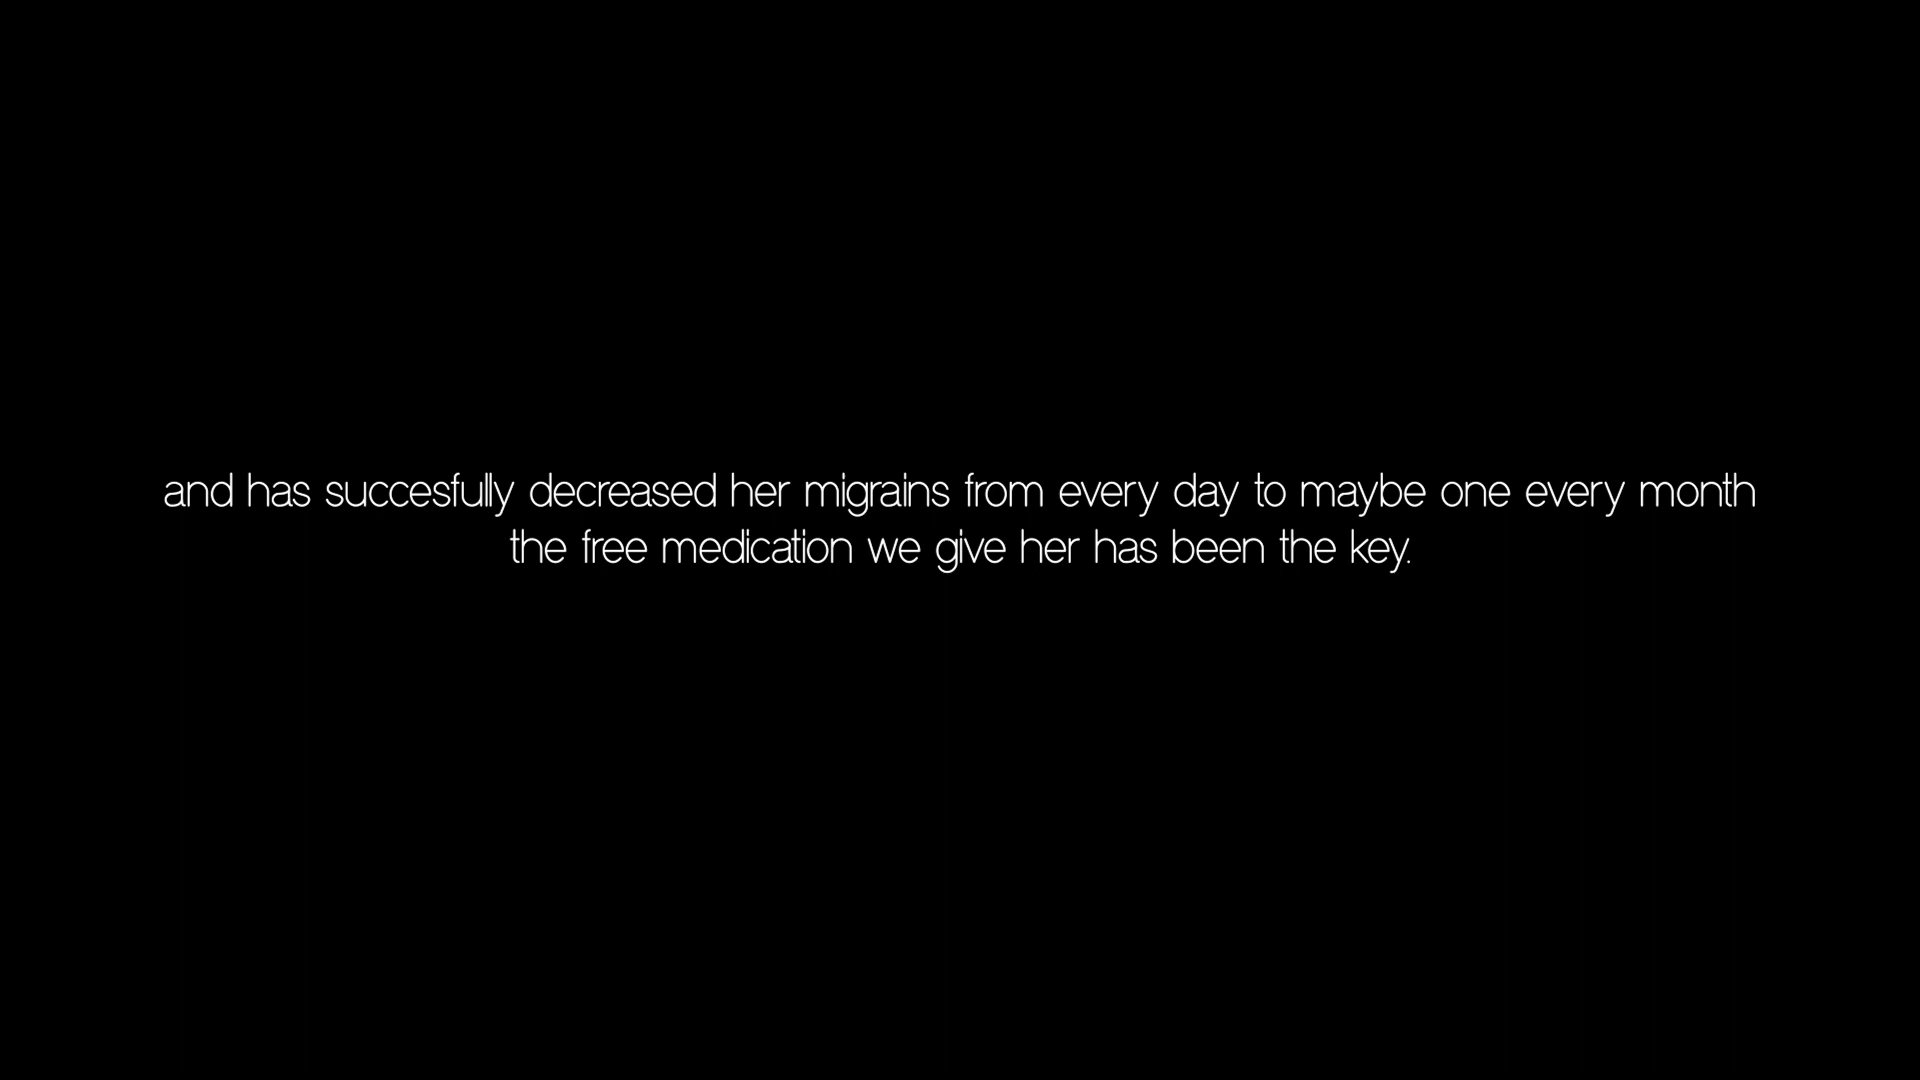 and has succesfully decreased her migrains from every day to maybe one every month
the free medication we give her has been the key.